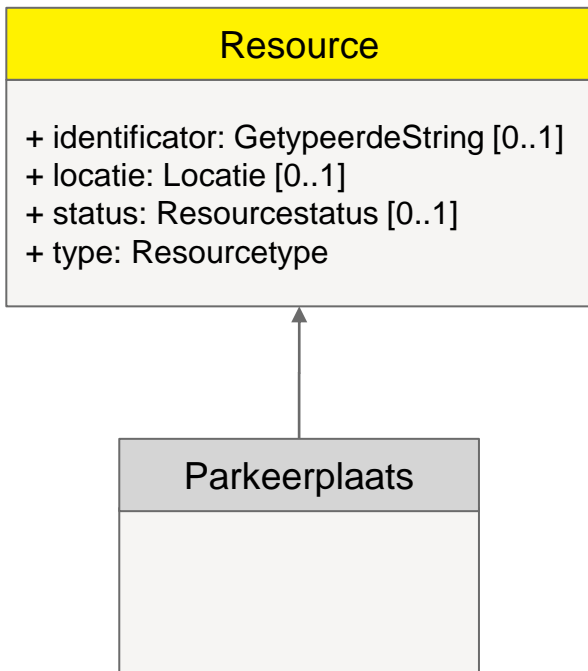 Resource
+ identificator: GetypeerdeString [0..1]
+ locatie: Locatie [0..1]
+ status: Resourcestatus [0..1]
+ type: Resourcetype
Parkeerplaats